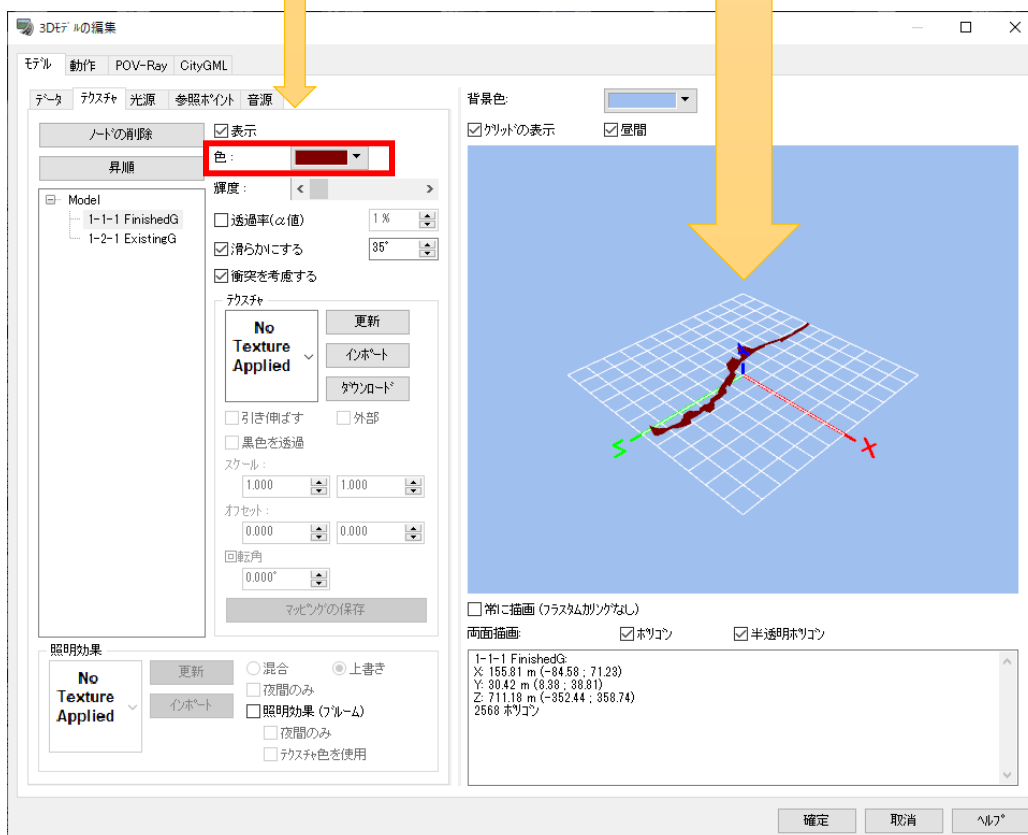 3Dﾓﾃﾞﾙの編集
ﾓﾃﾞﾙ 動作 POV-Ray CityGML
ﾃﾞｰﾀ ﾃｸｽﾁｬ 光源 参照ﾎﾟｲﾝﾄ 音源
ﾉｰﾄﾞの削除
昇順
Model
1-1-1 FinishedG
1-2-1 ExistingG
表示
色 :
輝度 :
透過率(α値) 1 %
滑らかにする 35°
衝突を考慮する
ﾃｸｽﾁｬ
No
Texture
Applied
更新
ｲﾝﾎﾟｰﾄ
ﾀﾞｳﾝﾛｰﾄﾞ
引き伸ばす 外部
黒色を透過
ｽｹｰﾙ :
1.000 1.000
ｵﾌｾｯﾄ :
0.000 0.000
回転角
0.000°
ﾏｯﾋﾟﾝｸﾞの保存
照明効果
No
Texture
Applied
更新
ｲﾝﾎﾟｰﾄ
混合 上書き
夜間のみ
照明効果 (ﾌﾞﾙｰﾑ)
夜間のみ
ﾃｸｽﾁｬ色を使用
背景色:
ｸﾞﾘｯﾄﾞの表示 昼間
S
X
常に描画 (ﾌﾗｽﾀﾑｶﾘﾝｸﾞなし)
両面描画: ﾎﾟﾘｺﾞﾝ 半透明ﾎﾟﾘｺﾞﾝ
1-1-1 FinishedG:
X: 155.81 m (-84.58 ; 71.23)
Y: 30.42 m (8.38 ; 38.81)
Z: 711.18 m (-352.44 ; 358.74)
2568 ﾎﾟﾘｺﾞﾝ
確定 取消 ﾍﾙﾌﾟ